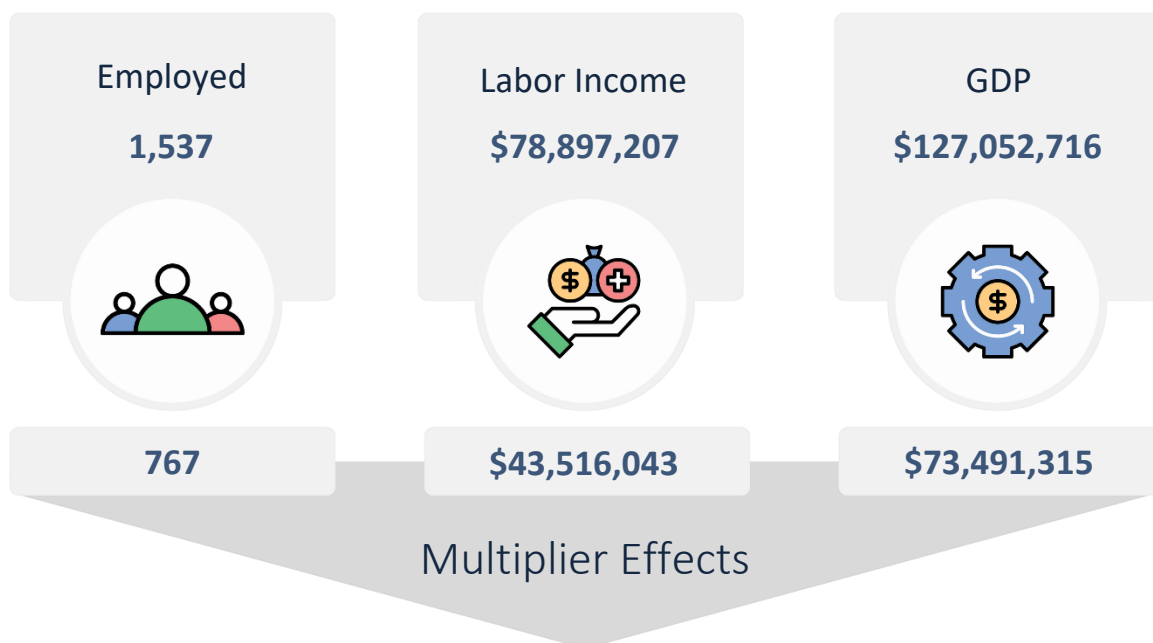 Employed
1,537
Labor Income
$78,897,207
GDP
$127,052,716
$
$
767
$43,516,043
$73,491,315
Multiplier Effects